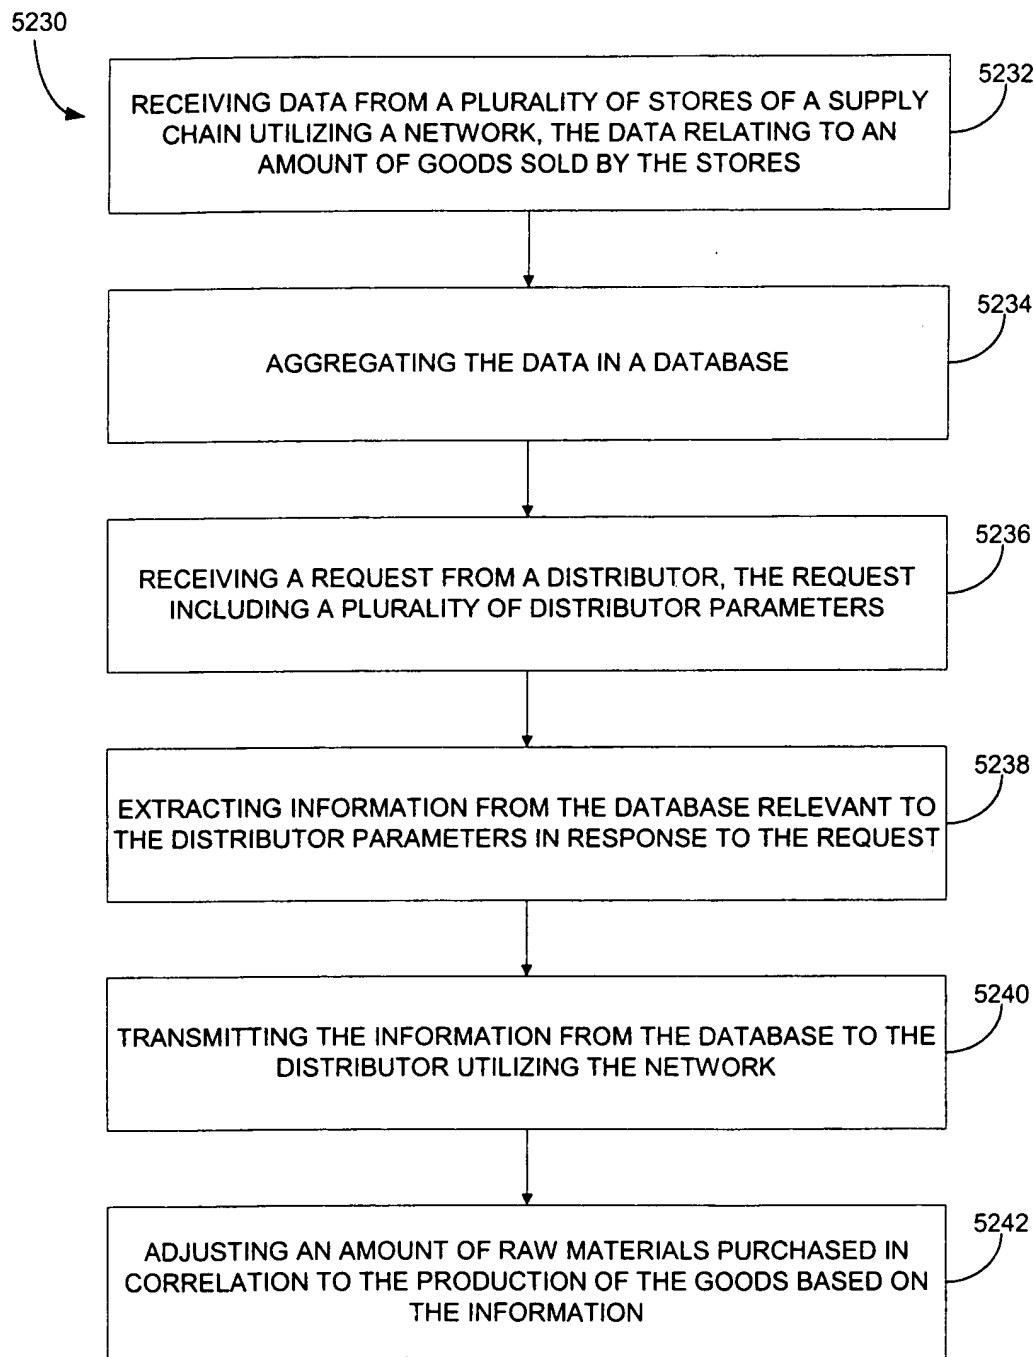 5230
5232
RECEIVING DATA FROM A PLURALITY OF STORES OF A SUPPLY
CHAIN UTILIZING A NETWORK, THE DATA RELATING TO AN
AMOUNT OF GOODS SOLD BY THE STORES
5234
AGGREGATING THE DATA IN A DATABASE
5236
RECEIVING A REQUEST FROM A DISTRIBUTOR, THE REQUEST
INCLUDING A PLURALITY OF DISTRIBUTOR PARAMETERS
5238
EXTRACTING INFORMATION FROM THE DATABASE RELEVANT TO
THE DISTRIBUTOR PARAMETERS IN RESPONSE TO THE REQUEST
5240
TRANSMITTING THE INFORMATION FROM THE DATABASE TO THE
DISTRIBUTOR UTILIZING THE NETWORK
5242
ADJUSTING AN AMOUNT OF RAW MATERIALS PURCHASED IN
CORRELATION TO THE PRODUCTION OF THE GOODS BASED ON
THE INFORMATION